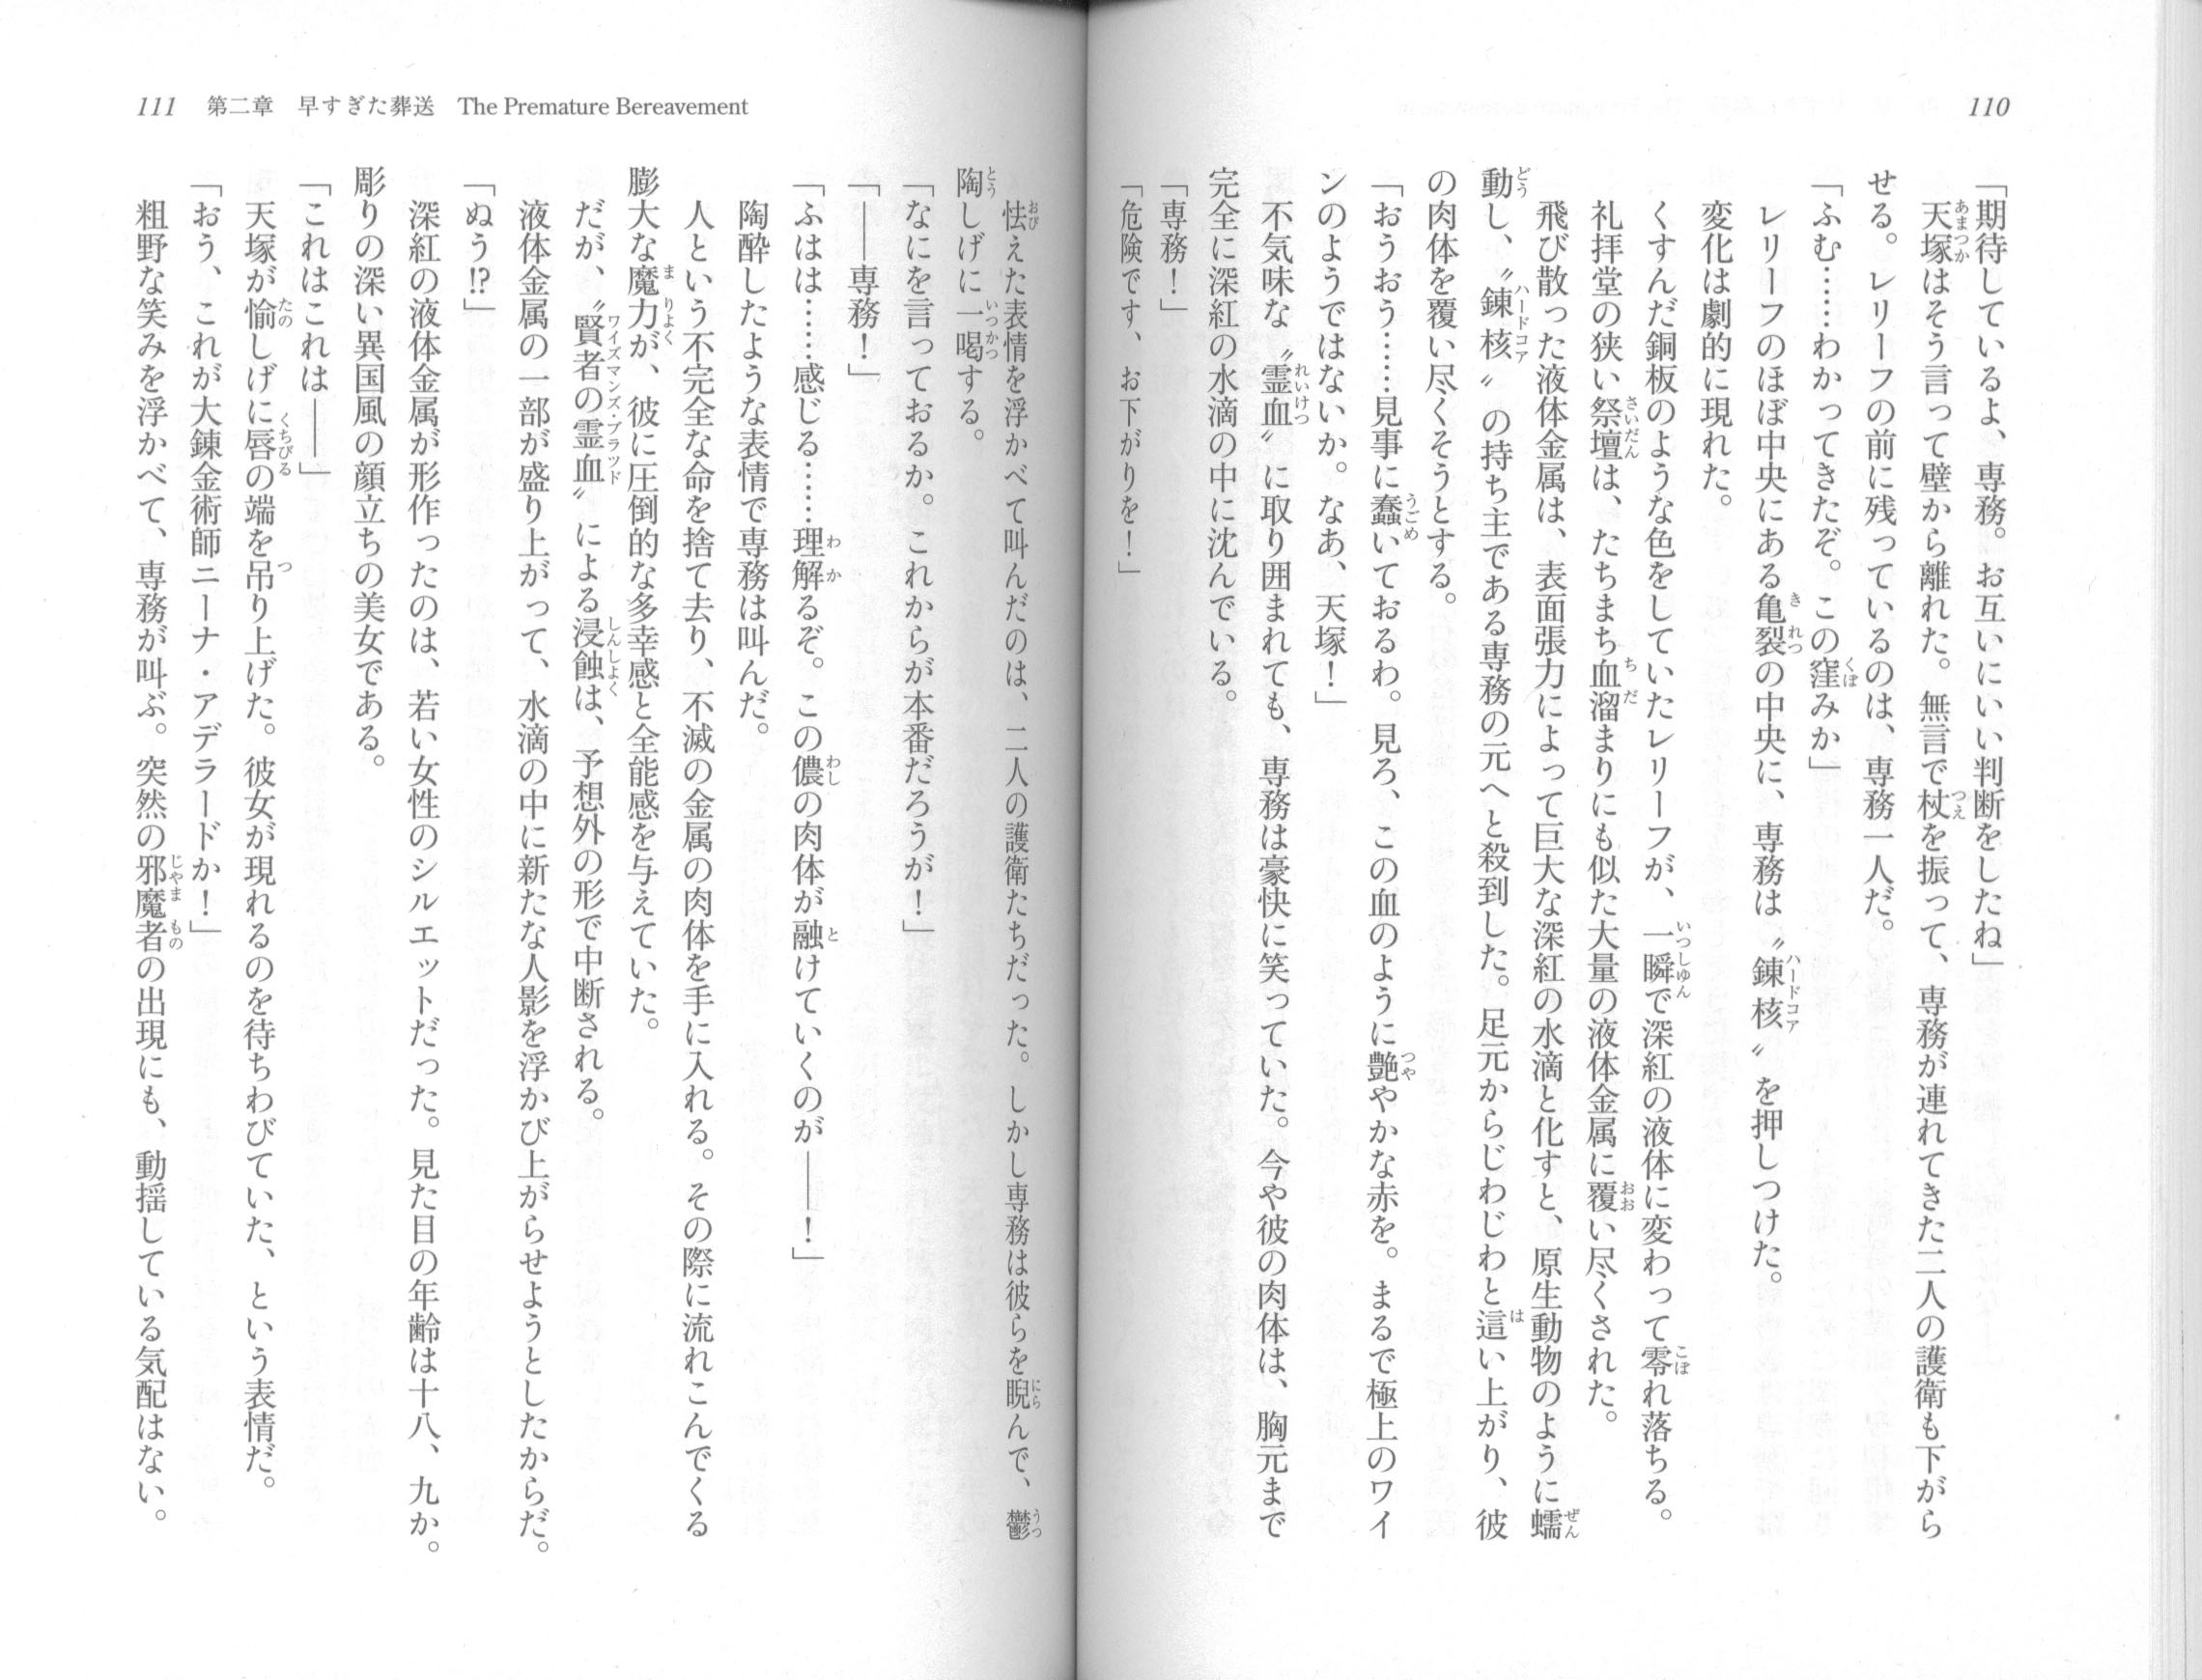 110
「期待しているよ、専務。お互いにいい判断をしたね」
天塚はそう言って壁から離れた。無言で杖を振って、専務が連れてきた二人の護衛も下がら
せる。レリーフの前に残っているのは、専務一人だ。
「ふむ……わかってきたぞ。この窪みか」
レリーフのほぼ中央にある亀裂の中央に、専務は〝錬核〟を押しつけた。
変化は劇的に現れた。
くすんだ銅板のような色をしていたレリーフが、一瞬で深紅の液体に変わって零れ落ちる。
礼拝堂の狭い祭壇は、たちまち血溜まりにも似た大量の液体金属に覆い尽くされた。
飛び散った液体金属は、表面張力によって巨大な深紅の水滴と化すと、原生動物のように蠕
動し、〝錬核〟の持ち主である専務の元へと殺到した。足元からじわじわと這い上がり、彼
の肉体を覆い尽くそうとする。
「おうおう……見事に蠢いておるわ。見ろ、この血のように艶やかな赤を。まるで極上のワイ
ンのようではないか。なあ、天塚！」
不気味な〝霊血〟に取り囲まれても、専務は豪快に笑っていた。今や彼の肉体は、胸元まで
完全に深紅の水滴の中に沈んでいる。
「専務！」
「危険です、お下がりを！」
111 第二章 早すぎた葬送 The Premature Bereavement
怯えた表情を浮かべて叫んだのは、二人の護衛たちだった。しかし専務は彼らを睨んで、鬱
陶しげに一喝する。
「なにを言っておるか。これからが本番だろうが！」
「――専務！」
「ふはは……感じる……理解るぞ。この儂の肉体が融けていくのが――！」
陶酔したような表情で専務は叫んだ。
人という不完全な命を捨て去り、不滅の金属の肉体を手に入れる。その際に流れこんでくる
膨大な魔力が、彼に圧倒的な多幸感と全能感を与えていた。
だが、〝賢者の霊血〟による浸蝕は、予想外の形で中断される。
液体金属の一部が盛り上がって、水滴の中に新たな人影を浮かび上がらせようとしたからだ。
「ぬう!?」
深紅の液体金属が形作ったのは、若い女性のシルエットだった。見た目の年齢は十八、九か。
彫りの深い異国風の顔立ちの美女である。
「これはこれは――」
天塚が愉しげに唇の端を吊り上げた。彼女が現れるのを待ちわびていた、という表情だ。
「おう、これが大錬金術師ニーナ・アデラードか！」
粗野な笑みを浮かべて、専務が叫ぶ。突然の邪魔者の出現にも、動揺している気配はない。